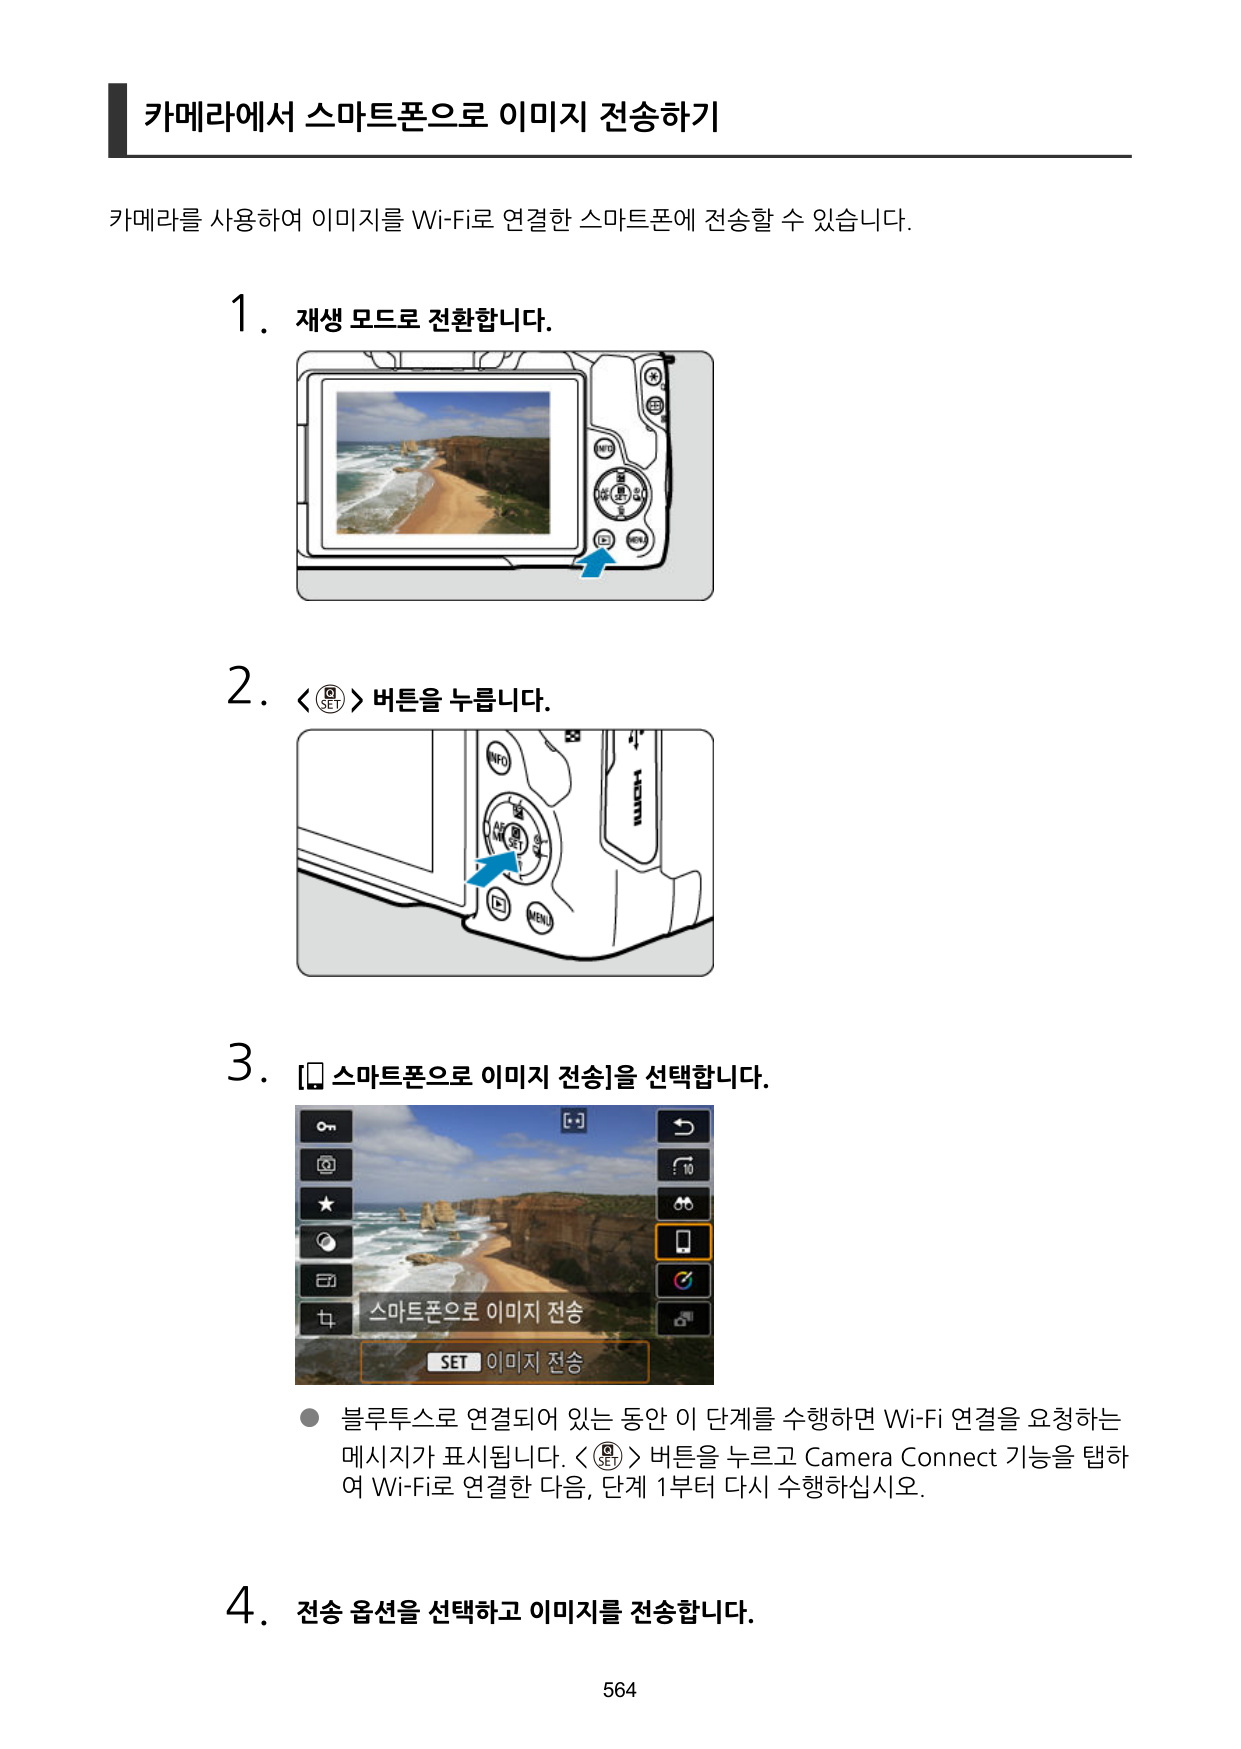 카메라에서 스마트폰으로 이미지 전송하기
카메라를 사용하여 이미지를 Wi-Fi로 연결한 스마트폰에 전송할 수 있습니다.
1. 재생 모드로 전환합니다.
INFO
AF
MF
Q
SET
MENU
2. < Q SET > 버튼을 누릅니다.
INFO
HDMI
AF
Q
SET
MENU
3. [ 스마트폰으로 이미지 전송]을 선택합니다.
10
스마트폰으로 이미지 전송
SET 이미지 전송
● 블루투스로 연결되어 있는 동안 이 단계를 수행하면 Wi-Fi 연결을 요청하는
메시지가 표시됩니다. < Q SET > 버튼을 누르고 Camera Connect 기능을 탭하
여 Wi-Fi로 연결한 다음, 단계 1부터 다시 수행하십시오.
4. 전송 옵션을 선택하고 이미지를 전송합니다.
564